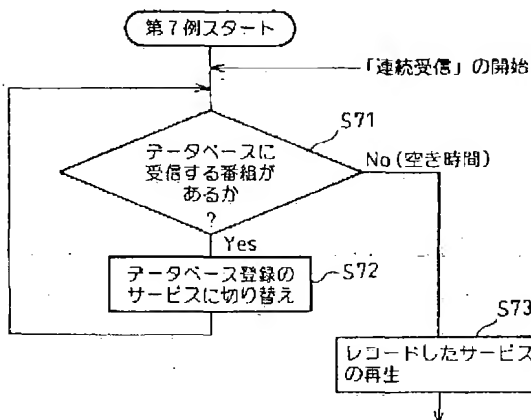 第7例スタート
「連続受信」の開始
S71
データベースに
受信する番組が
あるか
?
No(空き時間)
Yes
S72
データベース登録の
サービスに切り替え
S73
レコードしたサービス
の再生